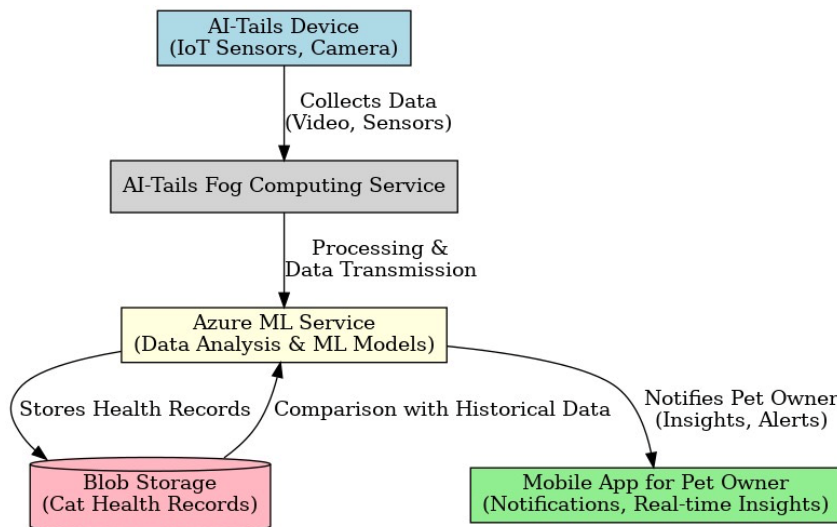 AI-Tails Device
(IoT Sensors, Camera)
Collects Data
(Video, Sensors)
AI-Tails Fog Computing Service
Processing &
Data Transmission
Azure ML Service
(Data Analysis & ML Models)
Stores Health Records
Comparison with Historical Data
Notifies Pet Owner
(Insights, Alerts)
Blob Storage
(Cat Health Records)
Mobile App for Pet Owner
(Notifications, Real-time Insights)